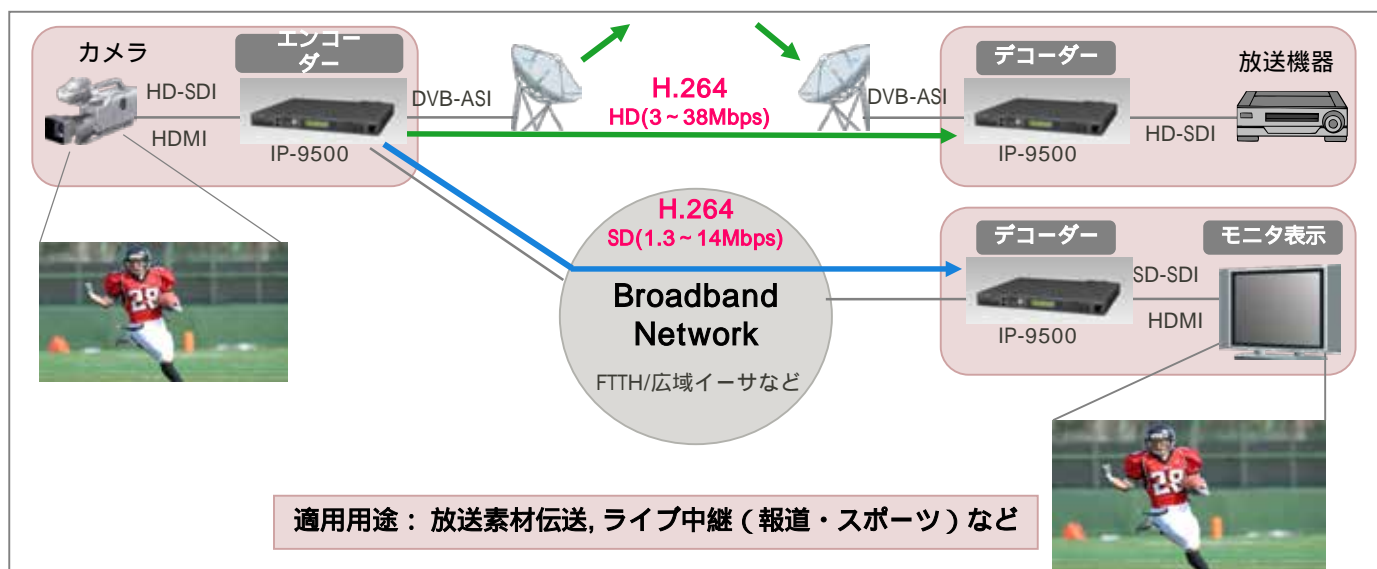 カメラ
エンコー
ダー
HD-SDI
HDMI
IP-9500
DVB-ASI
H.264
HD(3~38Mbps)
DVB-ASI
デコーダー
IP-9500
HD-SDI
放送機器
H.264
SD(1.3~14Mbps)
Broadband
Network
FTTH/広域イーサなど
デコーダー
IP-9500
SD-SDI
HDMI
モニタ表示
28
28
適用用途: 放送素材伝送, ライブ中継(報道・スポーツ)など